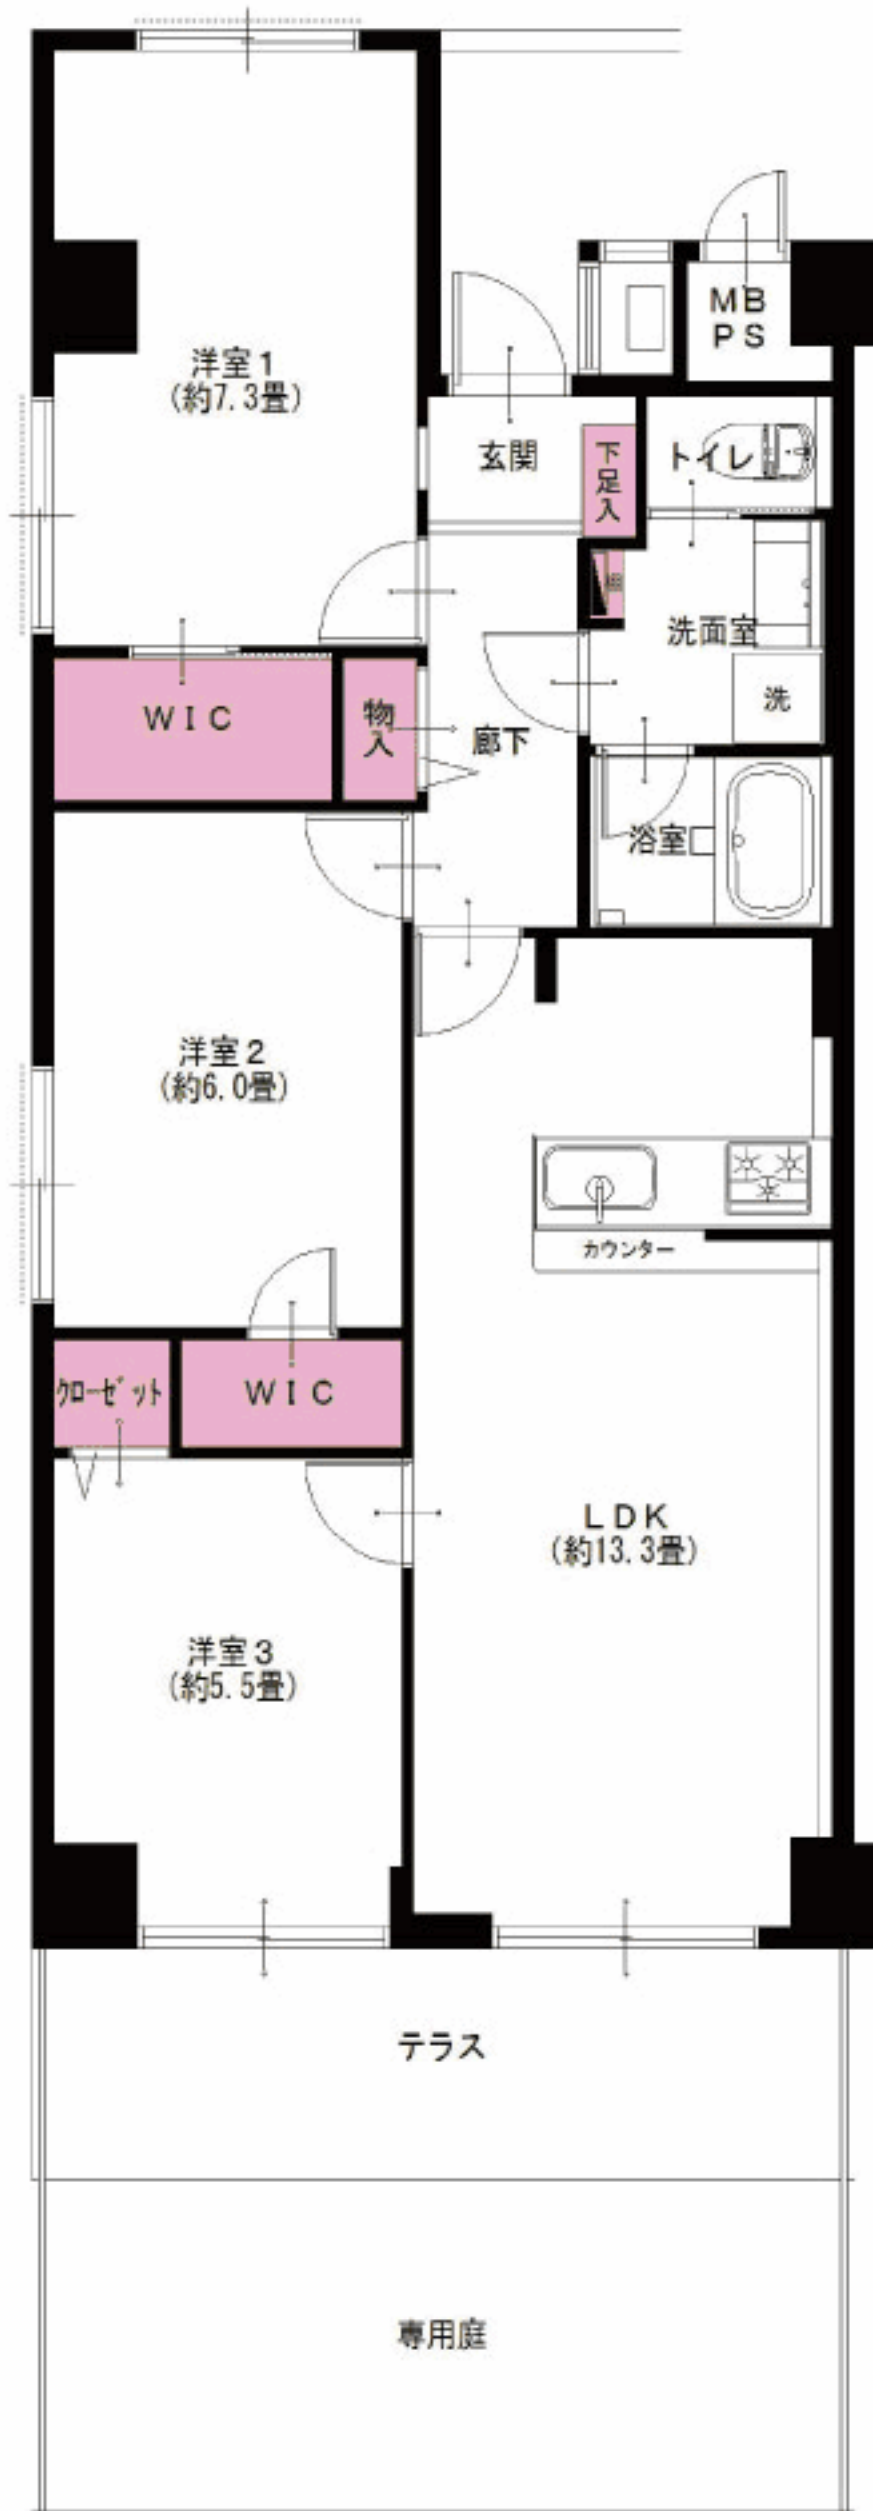 MB
PS
洋室1
(約7.3畳)
玄関
下足入
トイレ
洗面室
洗
WIC
物入
廊下
浴室
洋室2
(約6.0畳)
カウンター
クローゼット
WIC
LDK
(約13.3畳)
洋室3
(約5.5畳)
テラス
専用庭